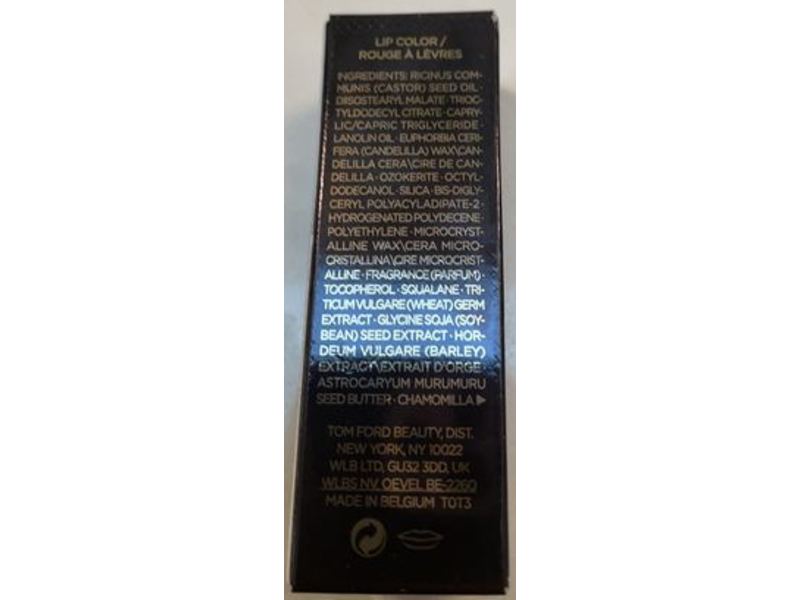 LIP COLOR /
ROUGE À LÈVRES
INGREDIENTS: RICINUS COM-
MUNIS (CASTOR) SEED OIL ·
DIISOSTEARYL MALATE · TRIOC-
TYLDODECYL CITRATE · CAPRY-
LIC/CAPRIC TRIGLYCERIDE ·
LANOLIN OIL · EUPHORBIA CERI-
FERA (CANDELILLA) WAX\CAN-
DELILLA CERA\CIRE DE CAN-
DELILLA · OZOKERITE · OCTYL-
DODECANOL · SILICA · BIS-DIGLY-
CERYL POLYACYLADIPATE-2 ·
HYDROGENATED POLYDECENE ·
POLYETHYLENE · MICROCRYST-
ALLINE WAX\CERA MICRO-
CRISTALLINA\CIRE MICROCRIST-
ALLINE · FRAGRANCE (PARFUM) ·
TOCOPHEROL · SQUALANE · TRI-
TICUM VULGARE (WHEAT) GERM
EXTRACT · GLYCINE SOJA (SOY-
BEAN) SEED EXTRACT · HOR-
DEUM VULGARE (BARLEY)
EXTRACT\EXTRAIT D'ORGE ·
ASTROCARYUM MURUMURU
SEED BUTTER · CHAMOMILLA ▶
TOM FORD BEAUTY, DIST.
NEW YORK, NY 10022
WLB LTD, GU32 3DD, UK
WLBS NV OEVEL BE-2260
MADE IN BELGIUM T0T3